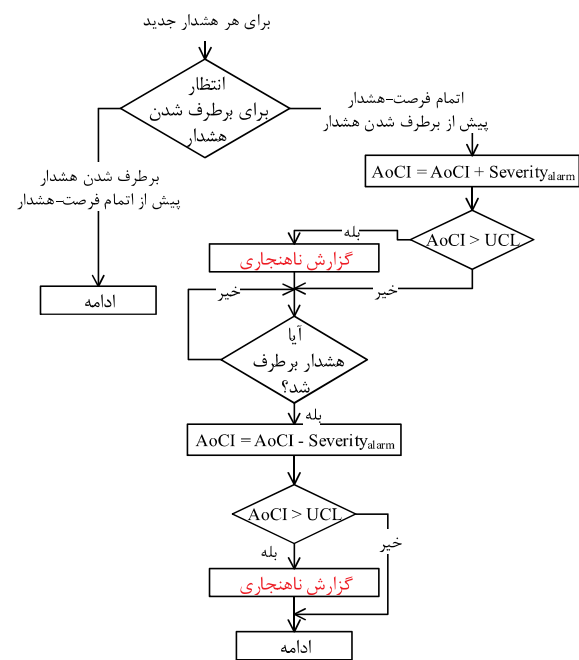 برای هر هشدار جدید
انتظار
برای برطرف شدن
هشدار
اتمام فرصت-هشدار
پیش از برطرف شدن هشدار
برطرف شدن هشدار
پیش از اتمام فرصت-هشدار
ادامه
AoCI = AoCI + Severityalarm
AoCI > UCL
بله
گزارش ناهنجاری
خیر
خیر
آیا
هشدار برطرف
شد؟
بله
AoCI = AoCI - Severityalarm
AoCI > UCL
خیر
بله
گزارش ناهنجاری
ادامه